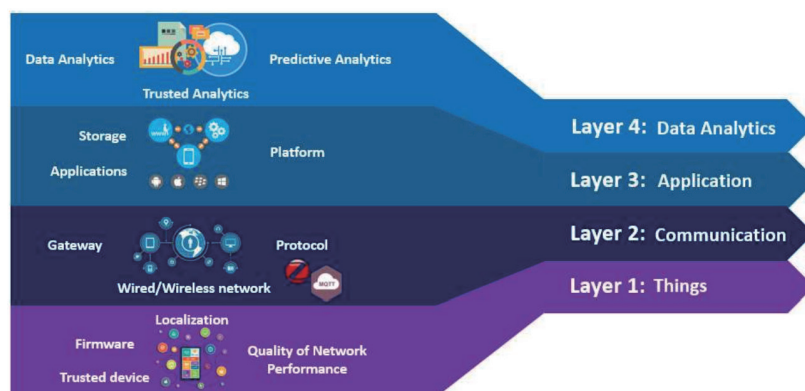 Data Analytics
Predictive Analytics
Trusted Analytics
Storage
Platform
Applications
Gateway
Protocol
MQTT
Wired/Wireless network
Localization
Firmware
Quality of Network
Performance
Trusted device
Layer 4: Data Analytics
Layer 3: Application
Layer 2: Communication
Layer 1: Things